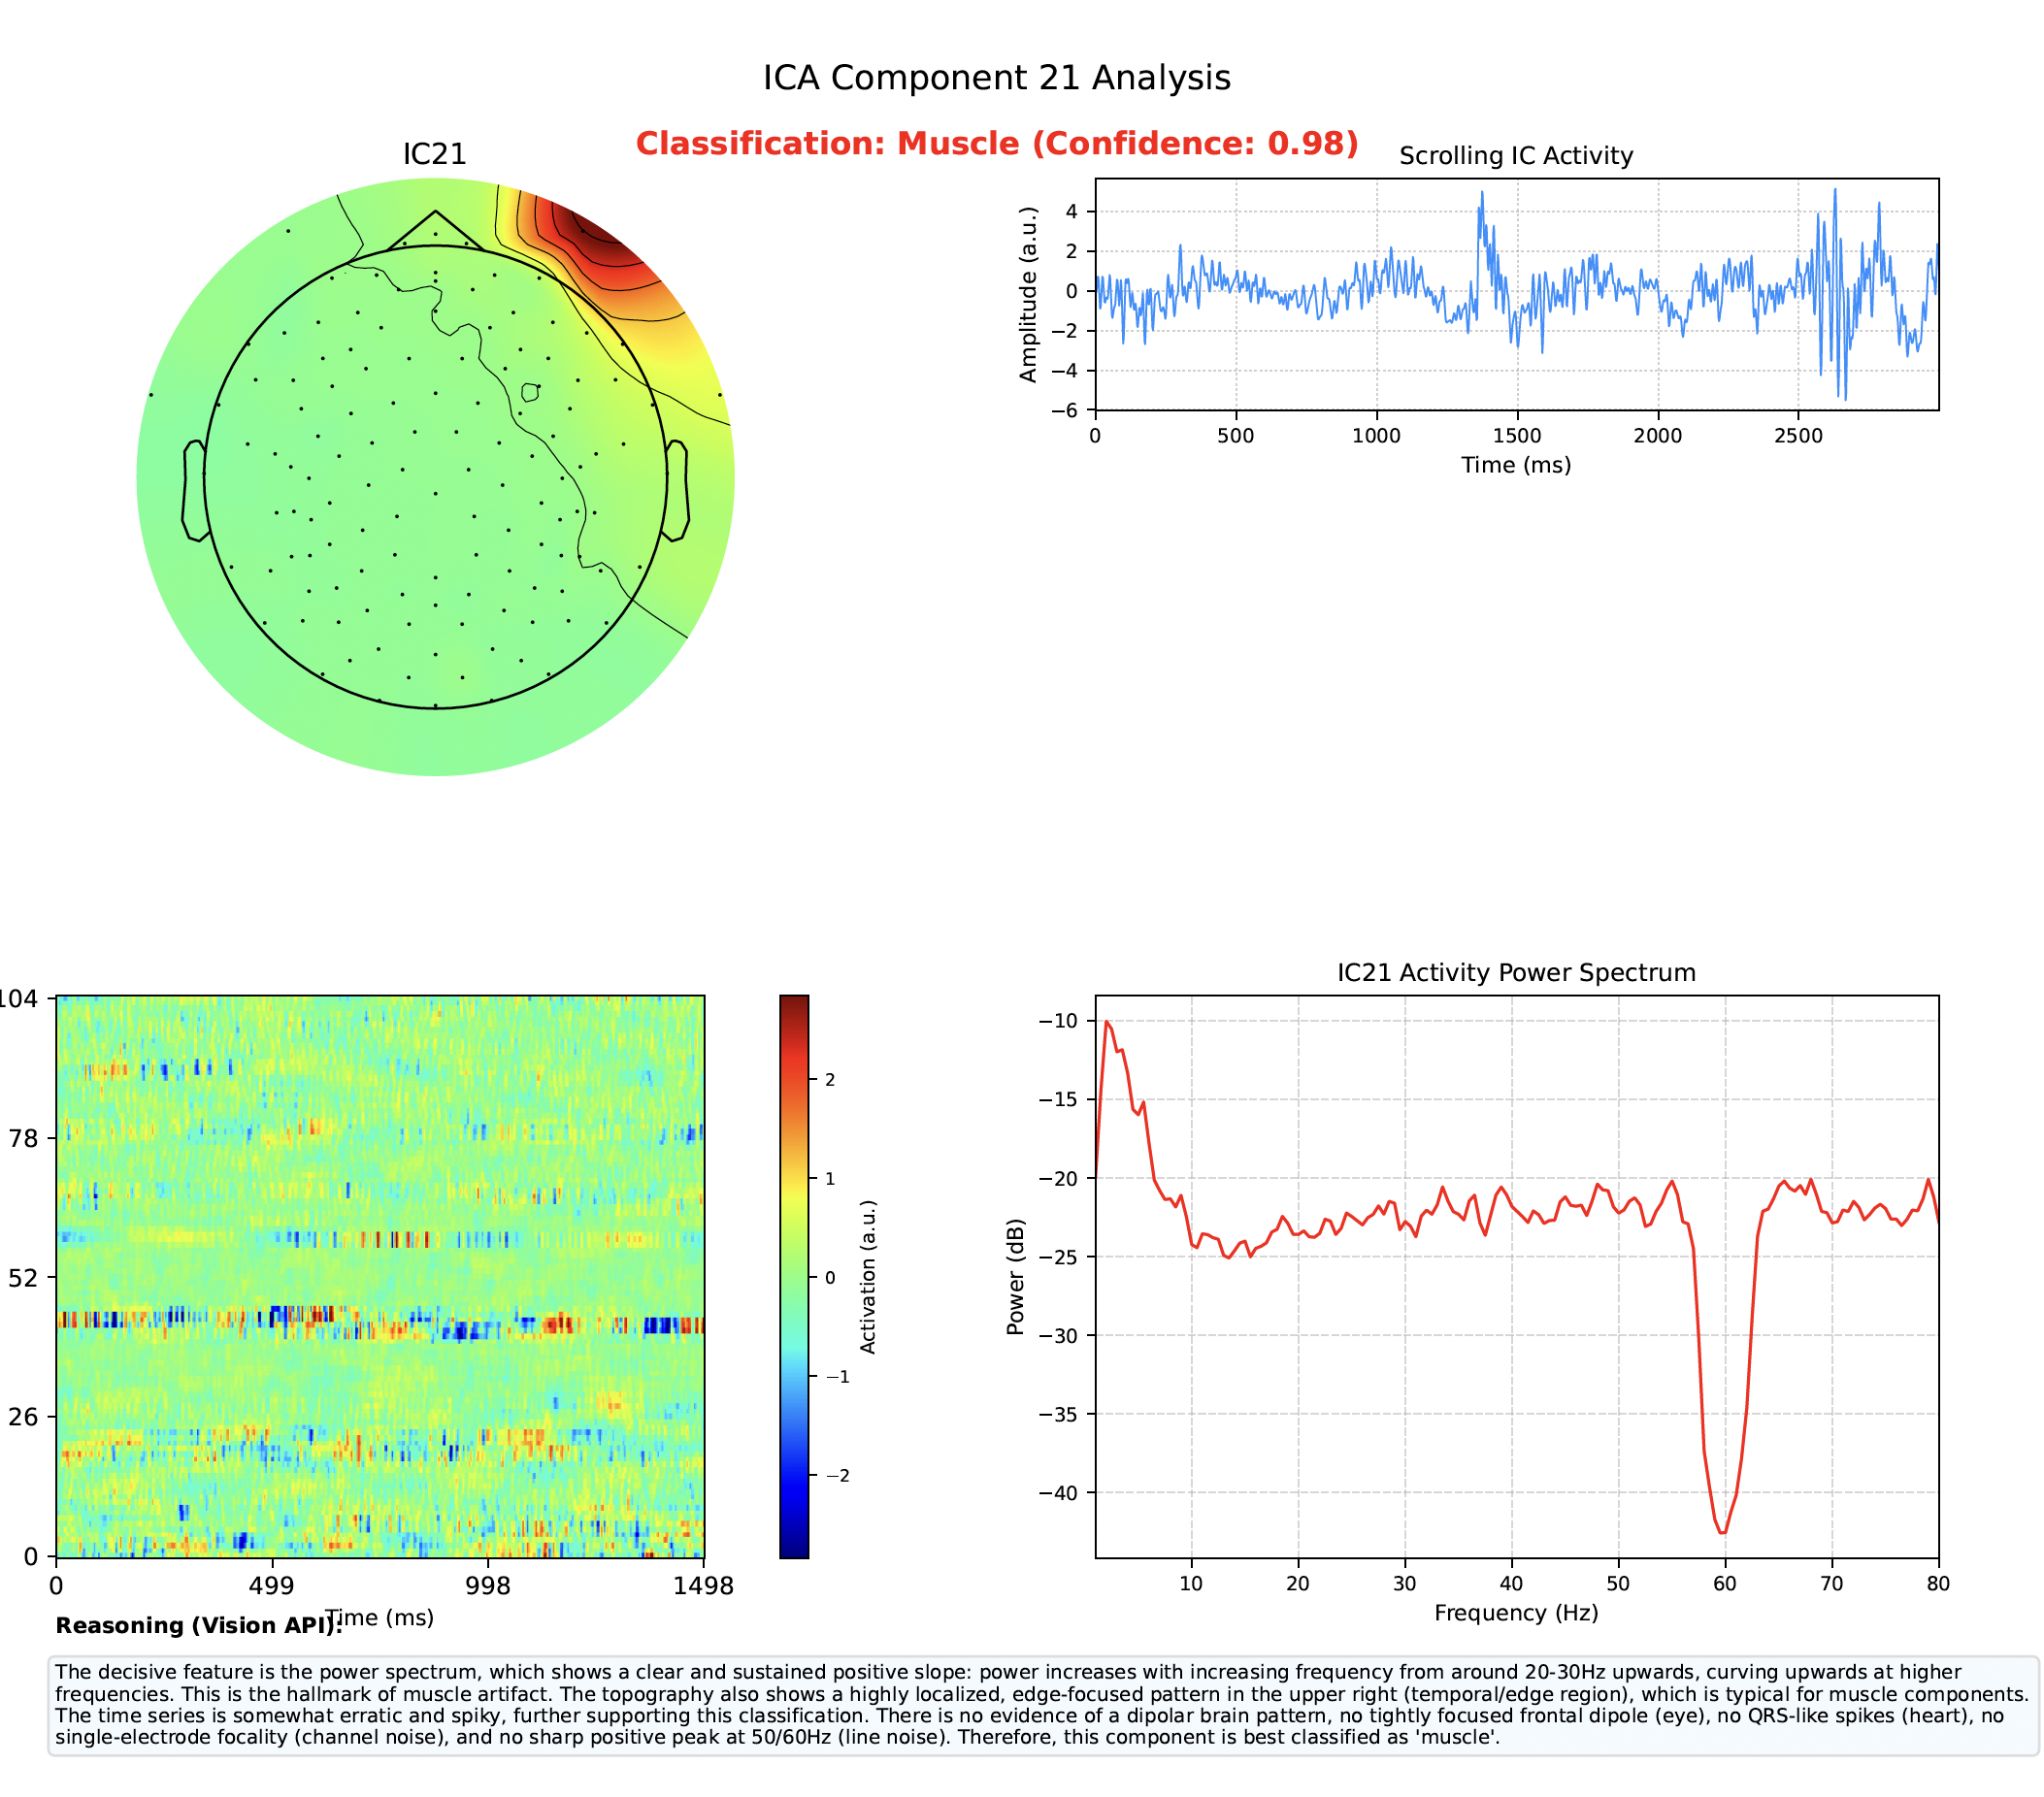 ICA Component 21 Analysis
Classification: Muscle (Confidence: 0.98)
IC21
Scrolling IC Activity
Amplitude (a.u.)
4
2
0
−2
−4
−6
0 500 1000 1500 2000 2500
Time (ms)
104
78
52
26
0
0 499 998 1498
Time (ms)
2
1
0
−1
−2
Activation (a.u.)
IC21 Activity Power Spectrum
Power (dB)
−10
−15
−20
−25
−30
−35
−40
10 20 30 40 50 60 70 80
Frequency (Hz)
Reasoning (Vision API):
The decisive feature is the power spectrum, which shows a clear and sustained positive slope: power increases with increasing frequency from around 20-30Hz upwards, curving upwards at higher
frequencies. This is the hallmark of muscle artifact. The topography also shows a highly localized, edge-focused pattern in the upper right (temporal/edge region), which is typical for muscle components.
The time series is somewhat erratic and spiky, further supporting this classification. There is no evidence of a dipolar brain pattern, no tightly focused frontal dipole (eye), no QRS-like spikes (heart), no
single-electrode focality (channel noise), and no sharp positive peak at 50/60Hz (line noise). Therefore, this component is best classified as 'muscle'.